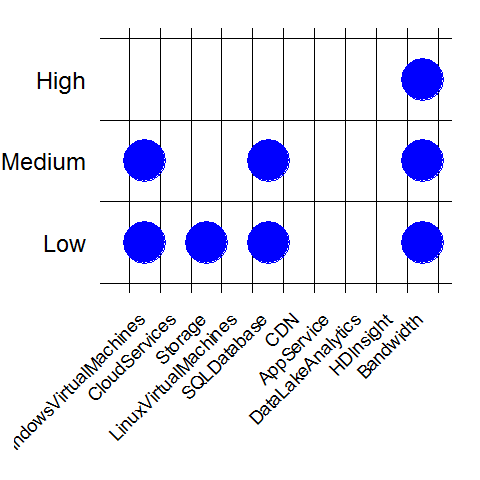 High
Medium
Low
ndowsVirtualMachines
CloudServices
Storage
LinuxVirtualMachines
SQLDatabase
CDN
AppService
DataLakeAnalytics
HDInsight
Bandwidth